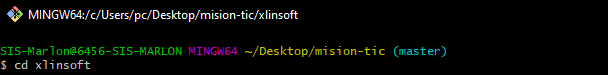 MINGW64:/c/Users/pc/Desktop/mision-tic/xlinsoft
SIS-Marlon@6456-SIS-MARLON MINGW64 ~/Desktop/mision-tic (master)
$ cd xlinsoft